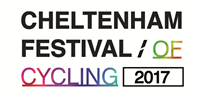 CHELTENHAM
FESTIVAL / OF
CYCLING 2017